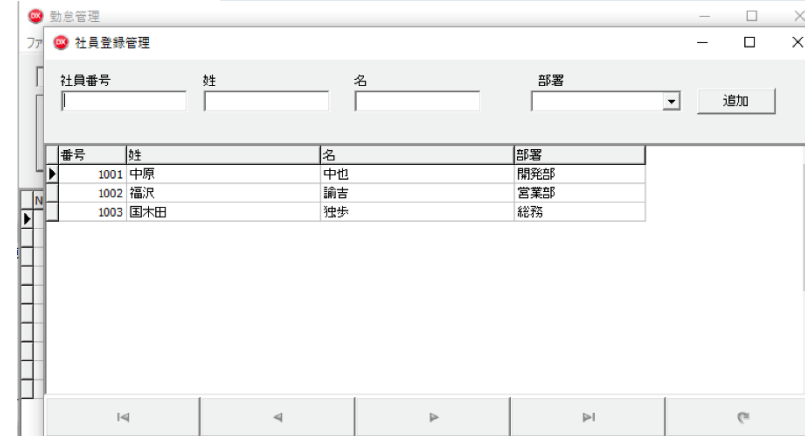 DX 勤怠管理
ファ
DX 社員登録管理
社員番号 姓 名 部署
追加
番号 姓 名 部署
1001 中原 中也 開発部
1002 福沢 諭吉 営業部
1003 国木田 独歩 総務
N